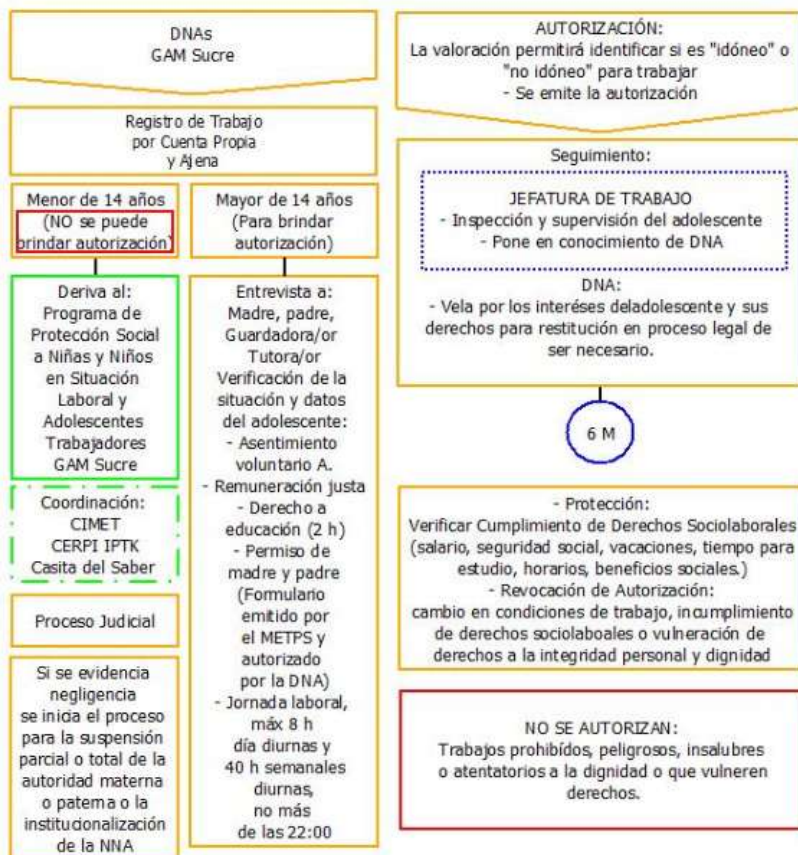 DNAs
GAM Sucre
Registro de Trabajo
por Cuenta Propia
y Ajena
Menor de 14 años
(NO se puede
brindar autorización)
Deriva al:
Programa de
Protección Social
a Niñas y Niños
en Situación
Laboral y
Adolescentes
Trabajadores
GAM Sucre
Coordinación:
CIMET
CERPI IPTK
Casita del Saber
Proceso Judicial
Si se evidencia
negligencia
se inicia el proceso
para la suspensión
parcial o total de la
autoridad materna
o paterna o la
institucionalización
de la NNA
Mayor de 14 años
(Para brindar
autorización)
Entrevista a:
Madre, padre,
Guardadora/or
Tutora/or
Verificación de la
situación y datos
del adolescente:
- Asentimiento
voluntario A.
- Remuneración justa
- Derecho a
educación (2 h)
- Permiso de
madre y padre
(Formulario
emitido por
el METPS y
autorizado
por la DNA)
- Jornada laboral,
máx 8 h
día diurnas y
40 h semanales
diurnas,
no más
de las 22:00
AUTORIZACIÓN:
La valoración permitirá identificar si es "idóneo" o
"no idóneo" para trabajar
- Se emite la autorización
Seguimiento:
JEFATURA DE TRABAJO
- Inspección y supervisión del adolescente
- Pone en conocimiento de DNA
DNA:
- Vela por los interéses deladolescente y sus
derechos para restitución en proceso legal de
ser necesario.
6 M
- Protección:
Verificar Cumplimiento de Derechos Sociolaborales
(salario, seguridad social, vacaciones, tiempo para
estudio, horarios, beneficios sociales.)
- Revocación de Autorización:
cambio en condiciones de trabajo, incumplimiento
de derechos sociolaboales o vulneración de
derechos a la integridad personal y dignidad
NO SE AUTORIZAN:
Trabajos prohibídos, peligrosos, insalubres
o atentatorios a la dignidad o que vulneren
derechos.